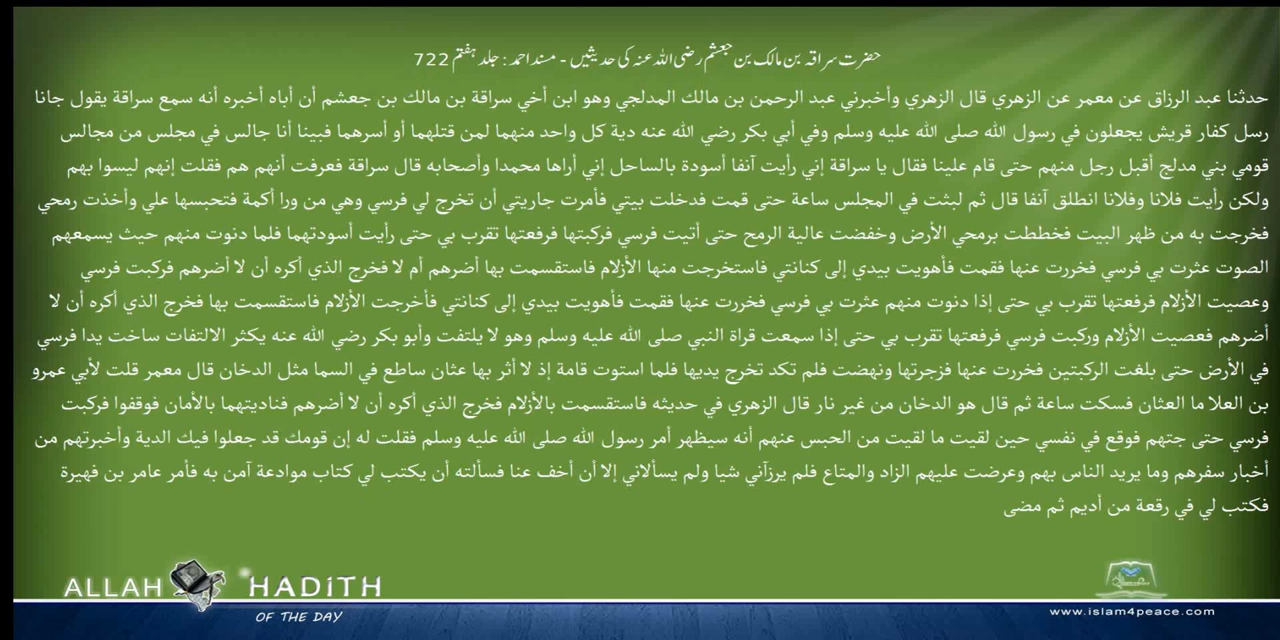 حضرت سراقہ بن مالک بن جعشم رضی اللہ عنہ کی حدیثیں - مسند احمد : جلد ہفتم 722
حدثنا عبد الرزاق عن معمر عن الزهري قال الزهري وأخبرني عبد الرحمن بن مالك المدلجي وهو ابن أخي سراقة بن مالك بن جعشم أن أباه أخبره أنه سمع سراقة يقول جانا
رسل كفار قريش يجعلون في رسول الله صلى الله عليه وسلم وفي أبي بكر رضي الله عنه دية كل واحد منهما لمن قتلهما أو أسرهما فبينا أنا جالس في مجلس من مجالس
قومي بني مدلج أقبل رجل منهم حتى قام علينا فقال يا سراقة إني رأيت آنفا أسودة بالساحل إني أراها محمدا وأصحابه قال سراقة فعرفت أنهم هم فقلت إنهم ليسوا بهم
ولكن رأيت فلانا وفلانا انطلق آنفا قال ثم لبثت في المجلس ساعة حتى قمت فدخلت بيتي فأمرت جاريتي أن تخرج لي فرسي وهي من ورا أكمة فتحبسها علي وأخذت رمحي
فخرجت به من ظهر البيت فخططت برمحي الأرض وخفضت عالية الرمح حتى أتيت فرسي فركبتها فرفعتها تقرب بي حتى رأيت أسودتهما فلما دنوت منهم حيث يسمعهم
الصوت عثرت بي فرسي فخررت عنها فقمت فأهويت بيدي إلى كنانتي فاستخرجت منها الأزلام فاستقسمت بها أضرهم أم لا فخرج الذي أكره أن لا أضرهم فركبت فرسي
وعصيت الأزلام فرفعتها تقرب بي حتى إذا دنوت منهم عثرت بي فرسي فخررت عنها فقمت فأهويت بيدي إلى كنانتي فأخرجت الأزلام فاستقسمت بها فخرج الذي أكره أن لا
أضرهم فعصيت الأزلام وركبت فرسي فرفعتها تقرب بي حتى إذا سمعت قراة النبي صلى الله عليه وسلم وهو لا يلتفت وأبو بكر رضي الله عنه يكثر الالتفات ساخت يدا فرسي
في الأرض حتى بلغت الركبتين فخررت عنها فزجرتها ونهضت فلم تكد تخرج يديها فلما استوت قامة إذ لا أثر بها عثان ساطع في السما مثل الدخان قال معمر قلت لأبي عمرو
بن العلا ما العثان فسكت ساعة ثم قال هو الدخان من غير نار قال الزهري في حديثه فاستقسمت بالأزلام فخرج الذي أكره أن لا أضرهم فناديتهما بالأمان فوقفوا فركبت
فرسي حتى جتهم فوقع في نفسي حين لقيت ما لقيت من الحبس عنهم أنه سيظهر أمر رسول الله صلى الله عليه وسلم فقلت له إن قومك قد جعلوا فيك الدية وأخبرتهم من
أخبار سفرهم وما يريد الناس بهم وعرضت عليهم الزاد والمتاع فلم يرزآني شيا ولم يسألاني إلا أن أخف عنا فسألته أن يكتب لي كتاب موادعة آمن به فأمر عامر بن فهيرة
فكتب لي في رقعة من أديم ثم مضى
ALLAH HADITH
OF THE DAY
www.islam4peace.com